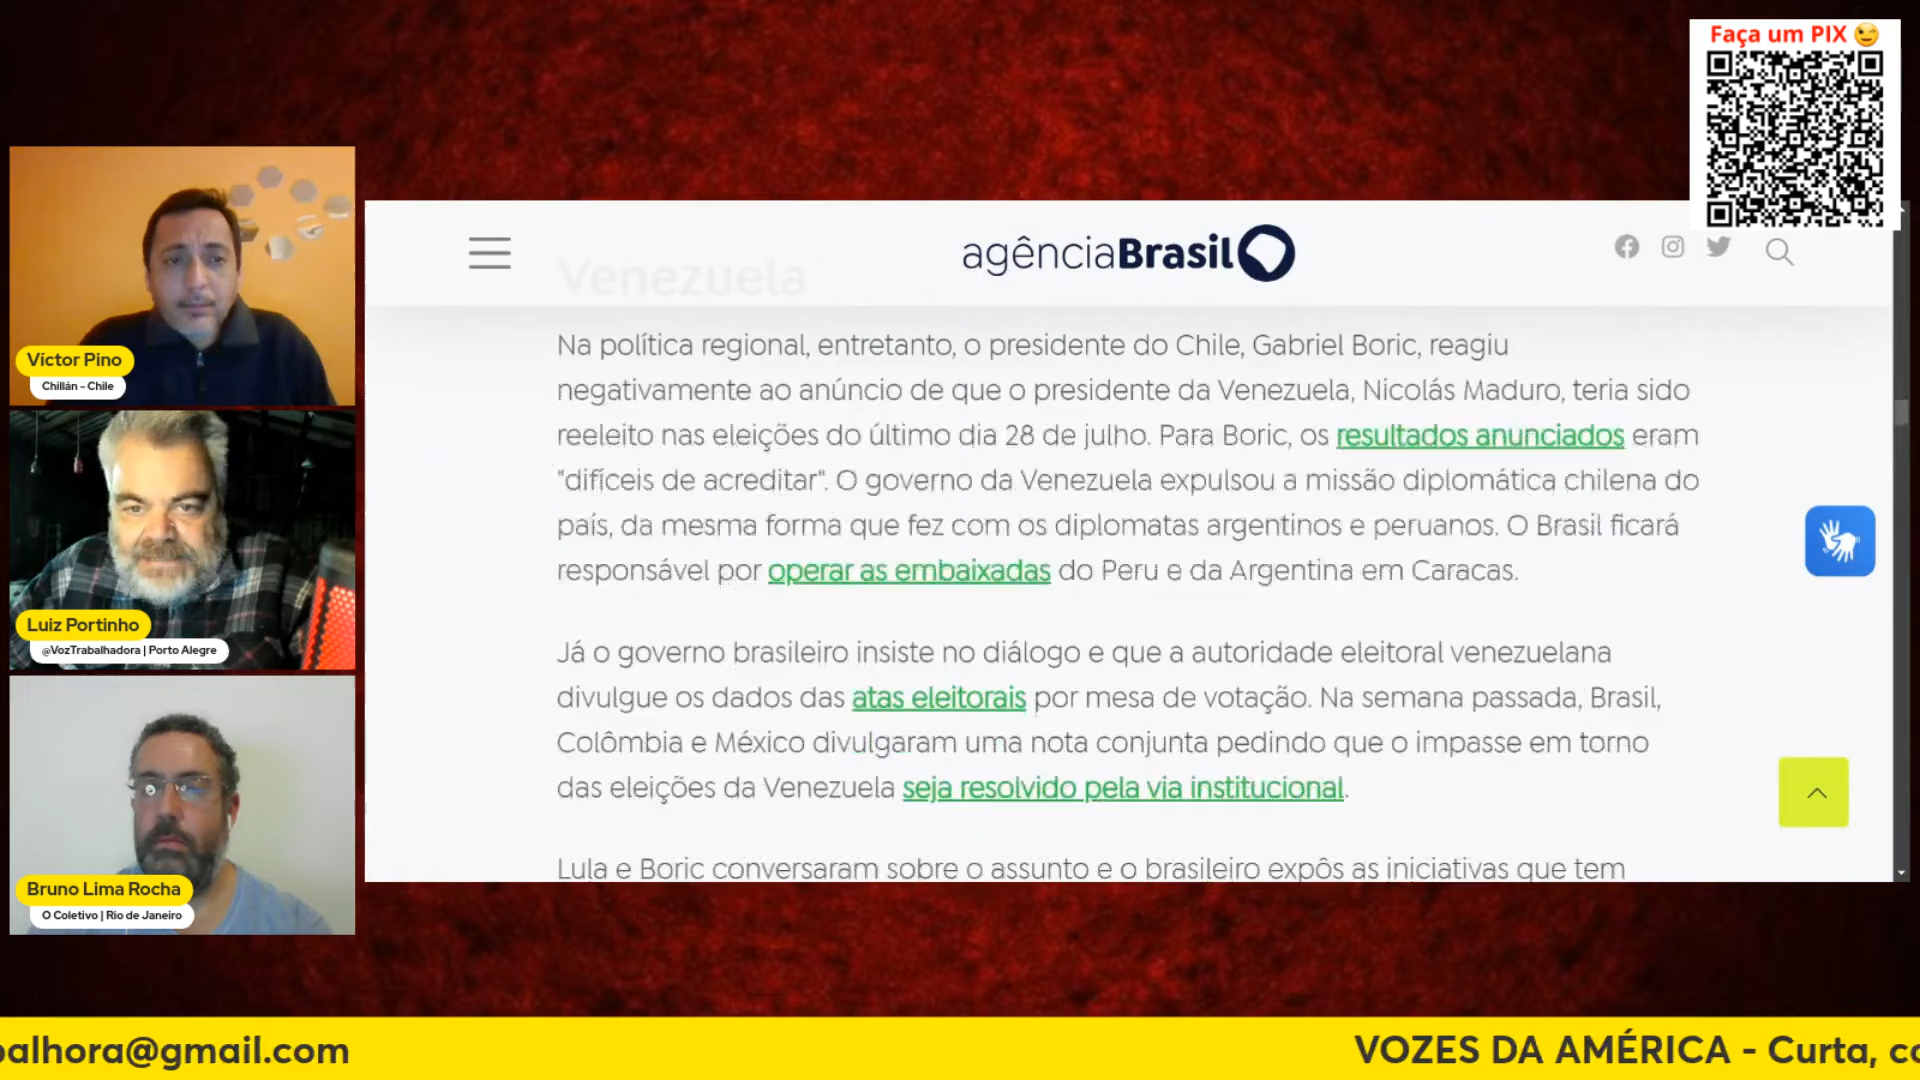 Faça um PIX
Venezuela
agênciaBrasil
Na política regional, entretanto, o presidente do Chile, Gabriel Boric, reagiu
negativamente ao anúncio de que o presidente da Venezuela, Nicolás Maduro, teria sido
reeleito nas eleições do último dia 28 de julho. Para Boric, os resultados anunciados eram
"difíceis de acreditar". O governo da Venezuela expulsou a missão diplomática chilena do
país, da mesma forma que fez com os diplomatas argentinos e peruanos. O Brasil ficará
responsável por operar as embaixadas do Peru e da Argentina em Caracas.
Já o governo brasileiro insiste no diálogo e que a autoridade eleitoral venezuelana
divulgue os dados das atas eleitorais por mesa de votação. Na semana passada, Brasil,
Colômbia e México divulgaram uma nota conjunta pedindo que o impasse em torno
das eleições da Venezuela seja resolvido pela via institucional.
Lula e Boric conversaram sobre o assunto e o brasileiro expôs as iniciativas que tem
Víctor Pino
Chillán - Chile
Luiz Portinho
@VozTrabalhadora | Porto Alegre
Bruno Lima Rocha
O Coletivo | Rio de Janeiro
balhora@gmail.com
VOZES DA AMÉRICA - Curta, co